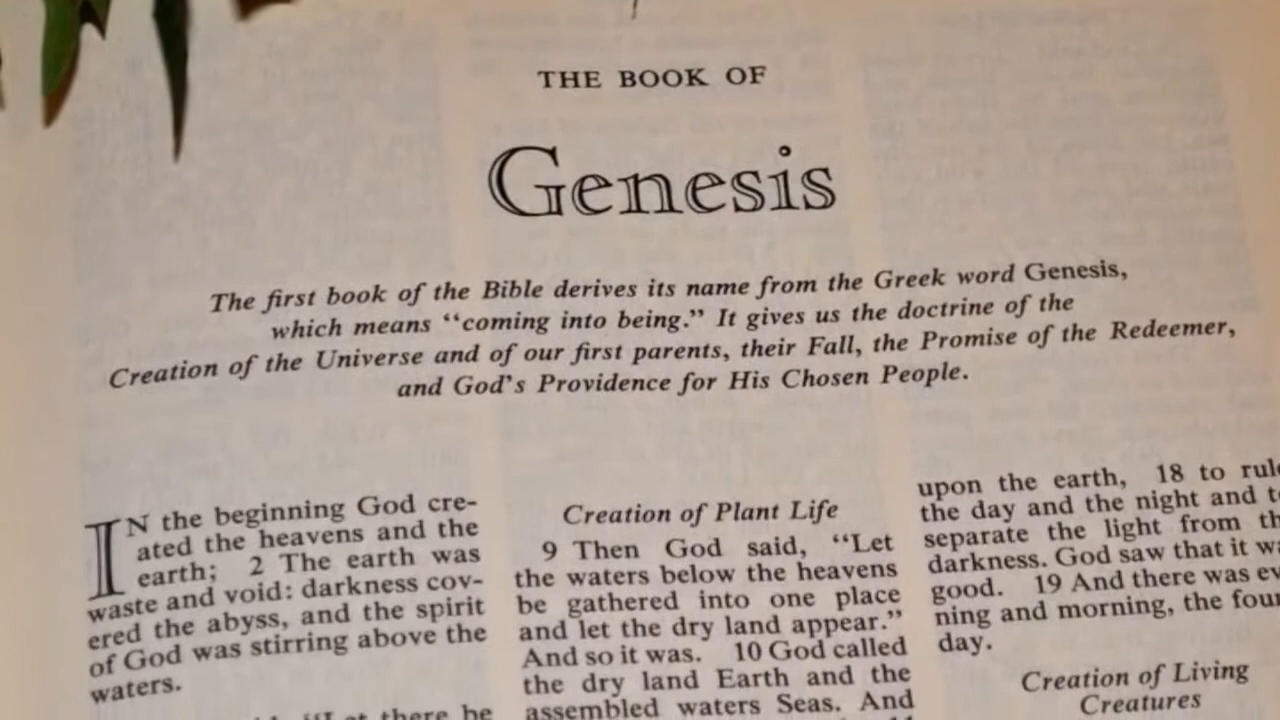 THE BOOK OF
Genesis
The first book of the Bible derives its name from the Greek word Genesis,
which means “coming into being.” It gives us the doctrine of the
Creation of the Universe and of our first parents, their Fall, the Promise of the Redeemer,
and God’s Providence for His Chosen People.
IN the beginning God cre-
ated the heavens and the
earth; 2 The earth was
waste and void: darkness cov-
ered the abyss, and the spirit
of God was stirring above the
waters.
there be
Creation of Plant Life
9 Then God said, “Let
the waters below the heavens
be gathered into one place
and let the dry land appear.”
And so it was. 10 God called
the dry land Earth and the
assembled waters Seas. And
upon the earth, 18 to
the day and the night and
separate the light from
darkness. God saw that it
good. 19 And there was
ning and morning, the
day.
Creation of Living
Creatures